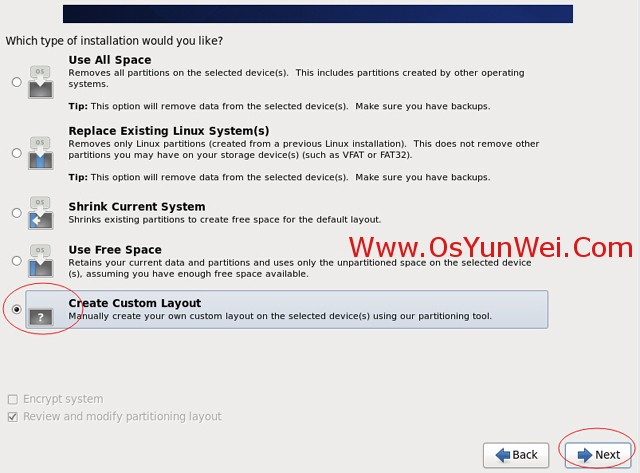 Which type of installation would you like?
Use All Space
OS
Removes all partitions on the selected device(s). This includes partitions created by other operating
systems.
Tip: This option will remove data from the selected device(s). Make sure you have backups.
Replace Existing Linux System(s)
OS
Removes only Linux partitions (created from a previous Linux installation). This does not remove other
partitions you may have on your storage device(s) (such as VFAT or FAT32).
Tip: This option will remove data from the selected device(s). Make sure you have backups.
OS
Shrink Current System
Shrinks existing partitions to create free space for the default layout.
OS
Use Free Space
Www.OsYunWei.Com
Retains your current data and partitions and uses only the unpartitioned space on the selected device
(s), assuming you have enough free space available.
Create Custom Layout
?
Manually create your own custom layout on the selected device(s) using our partitioning tool.
Encrypt system
Review and modify partitioning layout
Back
Next